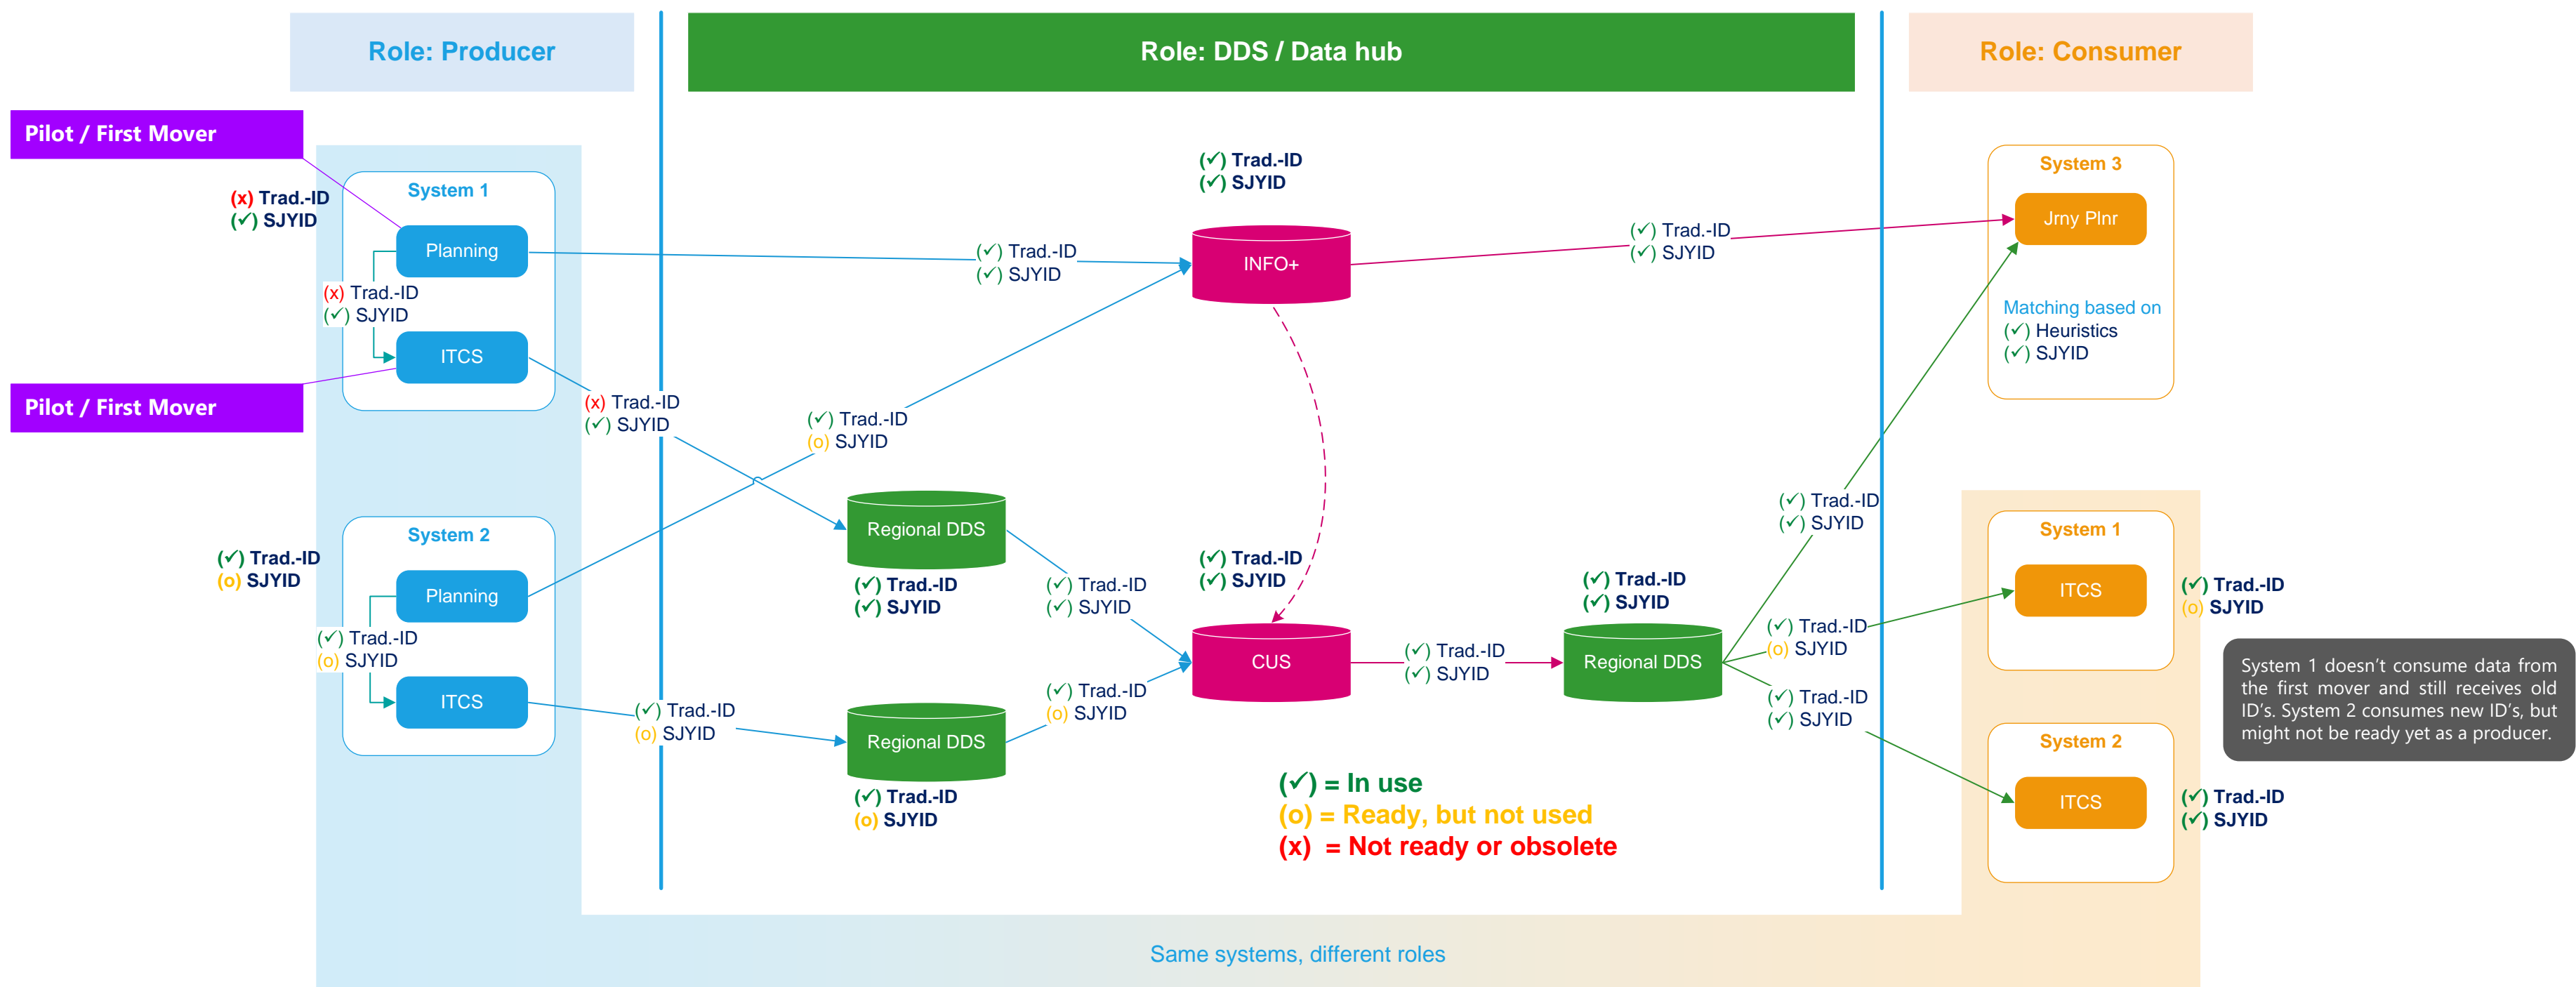 Role: Producer
Role: DDS / Data hub
Role: Consumer
Pilot / First Mover
(x) Trad.-ID
(✓) SJYID
System 1
Planning
(x) Trad.-ID
(✓) SJYID
ITCS
Pilot / First Mover
(x) Trad.-ID
(✓) SJYID
(✓) Trad.-ID
(✓) SJYID
(✓) Trad.-ID
(✓) SJYID
INFO+
(✓) Trad.-ID
(✓) SJYID
System 3
Jrny Plnr
Matching based on
(✓) Heuristics
(✓) SJYID
(✓) Trad.-ID
(o) SJYID
(✓) Trad.-ID
(o) SJYID
System 2
Planning
(✓) Trad.-ID
(o) SJYID
ITCS
(✓) Trad.-ID
(o) SJYID
Regional DDS
(✓) Trad.-ID
(✓) SJYID
(✓) Trad.-ID
(✓) SJYID
Regional DDS
(✓) Trad.-ID
(o) SJYID
(✓) Trad.-ID
(o) SJYID
(✓) Trad.-ID
(✓) SJYID
CUS
(✓) Trad.-ID
(✓) SJYID
(✓) Trad.-ID
(✓) SJYID
Regional DDS
(✓) Trad.-ID
(✓) SJYID
(✓) Trad.-ID
(o) SJYID
(✓) Trad.-ID
(✓) SJYID
System 1
ITCS
(✓) Trad.-ID
(o) SJYID
System 1 doesn't consume data from
the first mover and still receives old
ID's. System 2 consumes new ID's, but
might not be ready yet as a producer.
System 2
ITCS
(✓) Trad.-ID
(✓) SJYID
(✓) = In use
(o) = Ready, but not used
(x) = Not ready or obsolete
Same systems, different roles